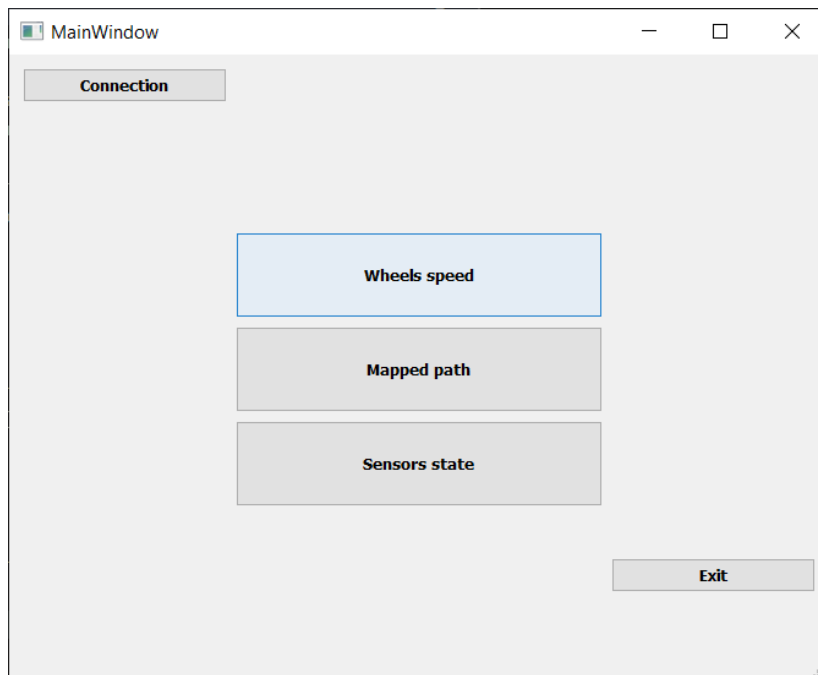 MainWindow
Connection
Wheels speed
Mapped path
Sensors state
Exit